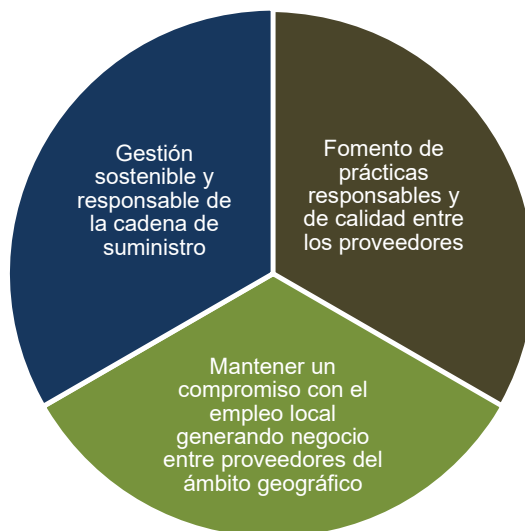 Gestión
sostenible y
responsable de
la cadena de
suministro
Fomento de
prácticas
responsables y
de calidad entre
los proveedores
Mantener un
compromiso con el
empleo local
generando negocio
entre proveedores del
ámbito geográfico